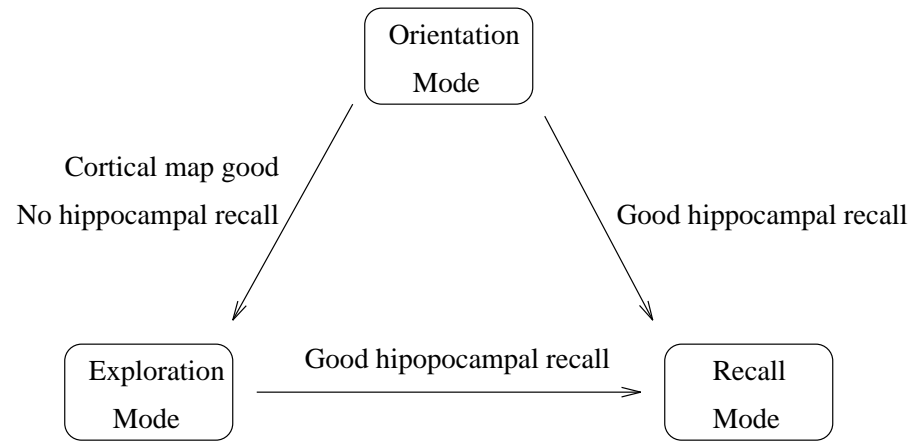 Orientation
Mode
Cortical map good
No hippocampal recall
Good hippocampal recall
Good hipopocampal recall
Exploration
Mode
Recall
Mode